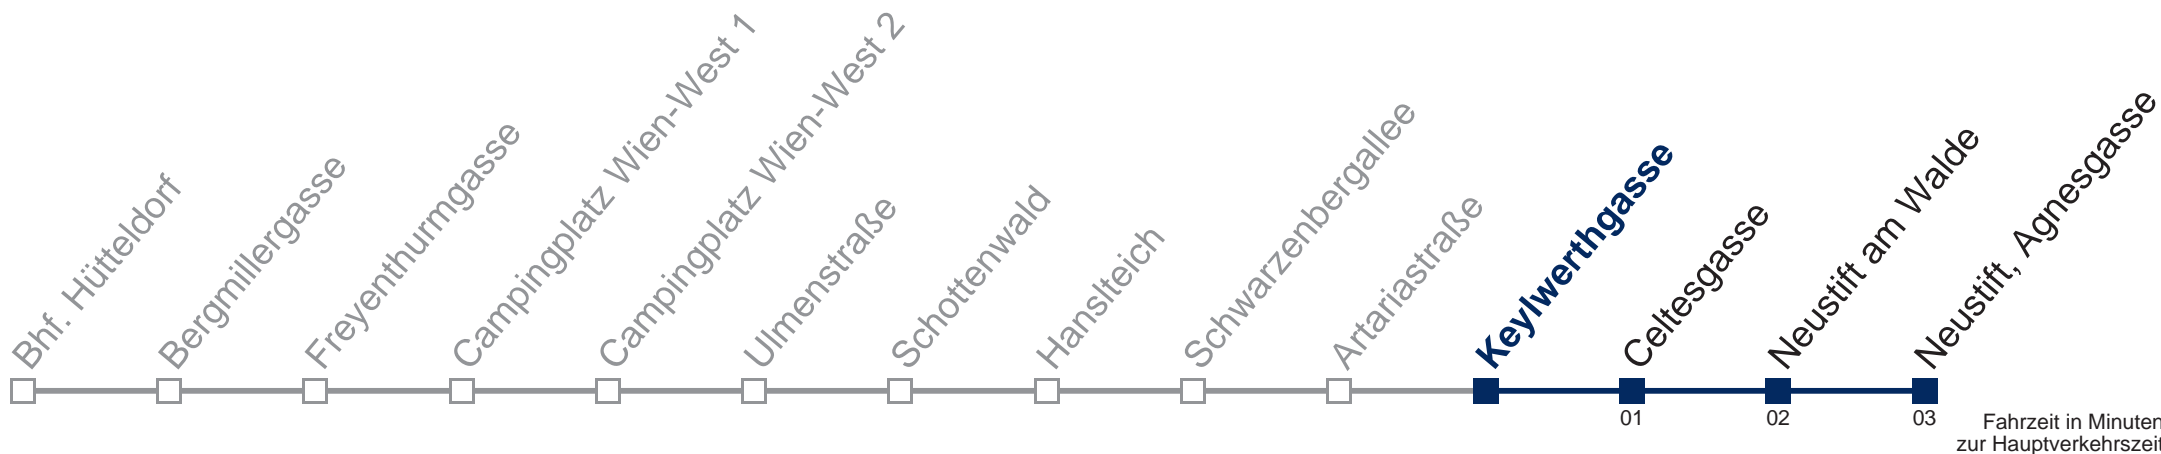 Bhf. Hütteldorf
Bergmillergasse
Freyenthurmgasse
Campingplatz Wien-West 1
Campingplatz Wien-West 2
Ulmenstraße
Schottenwald
Hanslteich
Schwarzenbergallee
Artariastraße
Keylwerthgasse
Celtesgasse
Neustift am Walde
Neustift, Agnesgasse
01
02
03
Fahrzeit in Minuten
zur Hauptverkehrszeit